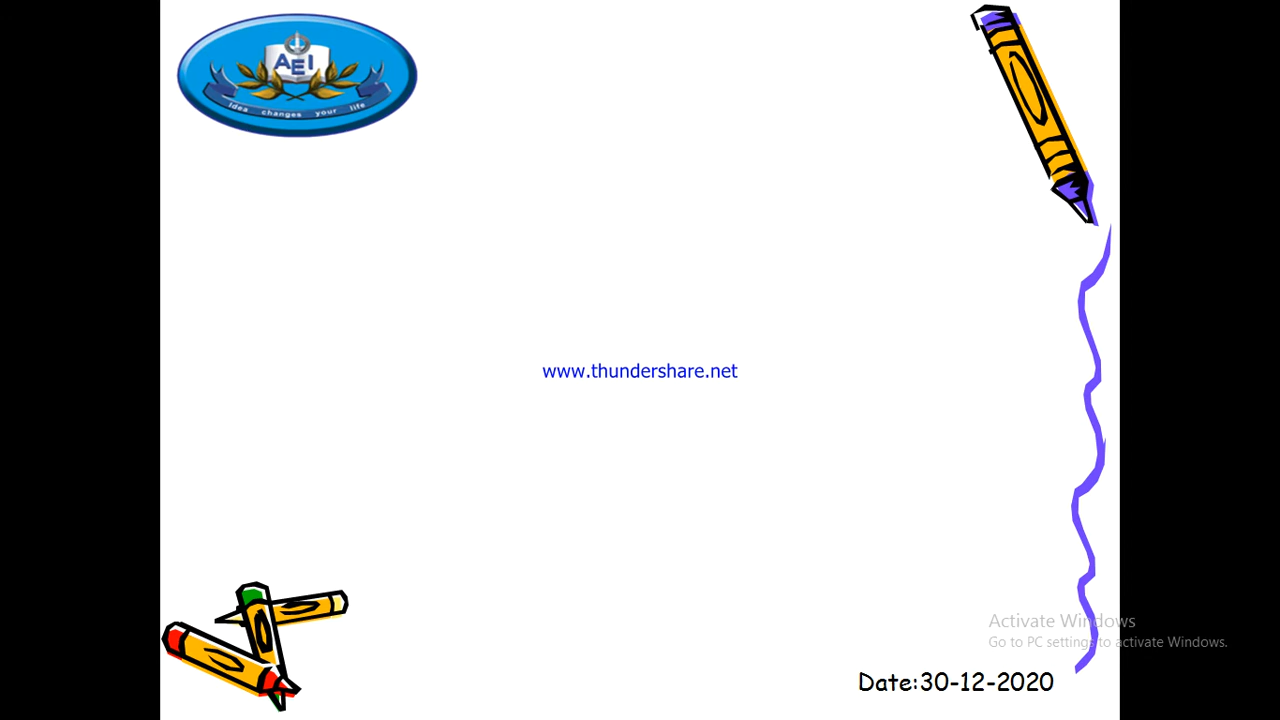 AEI
Idea changes your life
www.thundershare.net
Activate Windows
Go to PC settings to activate Windows.
Date:30-12-2020